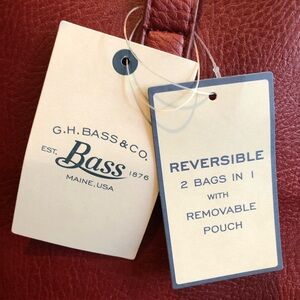 G.H. BASS & CO.
EST. Bass 1876
MAINE, USA
REVERSIBLE
2 BAGS IN 1
WITH
REMOVABLE
POUCH